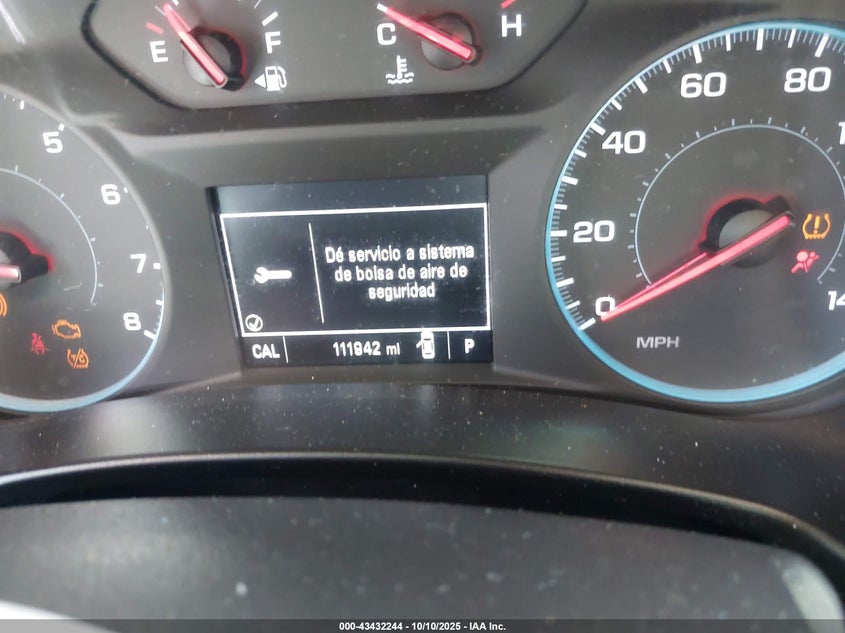 E F C H
5 6 7 8
Dé servicio a sistema
de bolsa de aire de
seguridad
CAL 111942 mi P
0 20 40 60 80
MPH
000-43432244 - 10/10/2025 - IAA Inc.